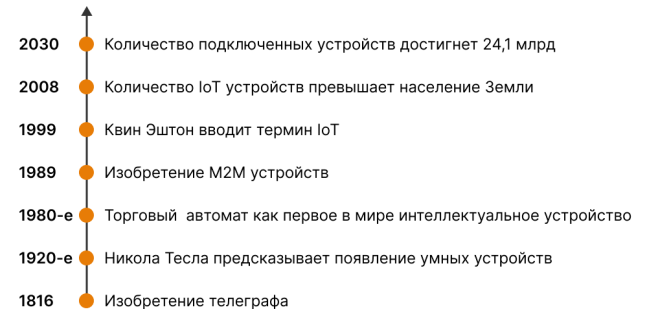 2030 Количество подключенных устройств достигнет 24,1 млрд
2008 Количество IoT устройств превышает население Земли
1999 Квин Эштон вводит термин IoT
1989 Изобретение M2M устройств
1980-е Торговый автомат как первое в мире интеллектуальное устройство
1920-е Никола Тесла предсказывает появление умных устройств
1816 Изобретение телеграфа